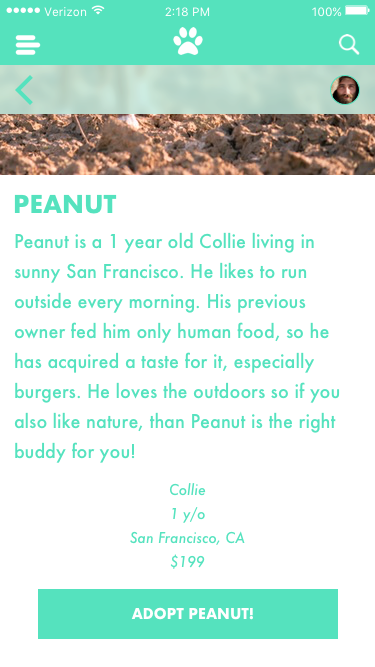 Verizon 2:18 PM 100%
PEANUT
Peanut is a 1 year old Collie living in
sunny San Francisco. He likes to run
outside every morning. His previous
owner fed him only human food, so he
has acquired a taste for it, especially
burgers. He loves the outdoors so if you
also like nature, than Peanut is the right
buddy for you!
Collie
1 y/o
San Francisco, CA
$199
ADOPT PEANUT!